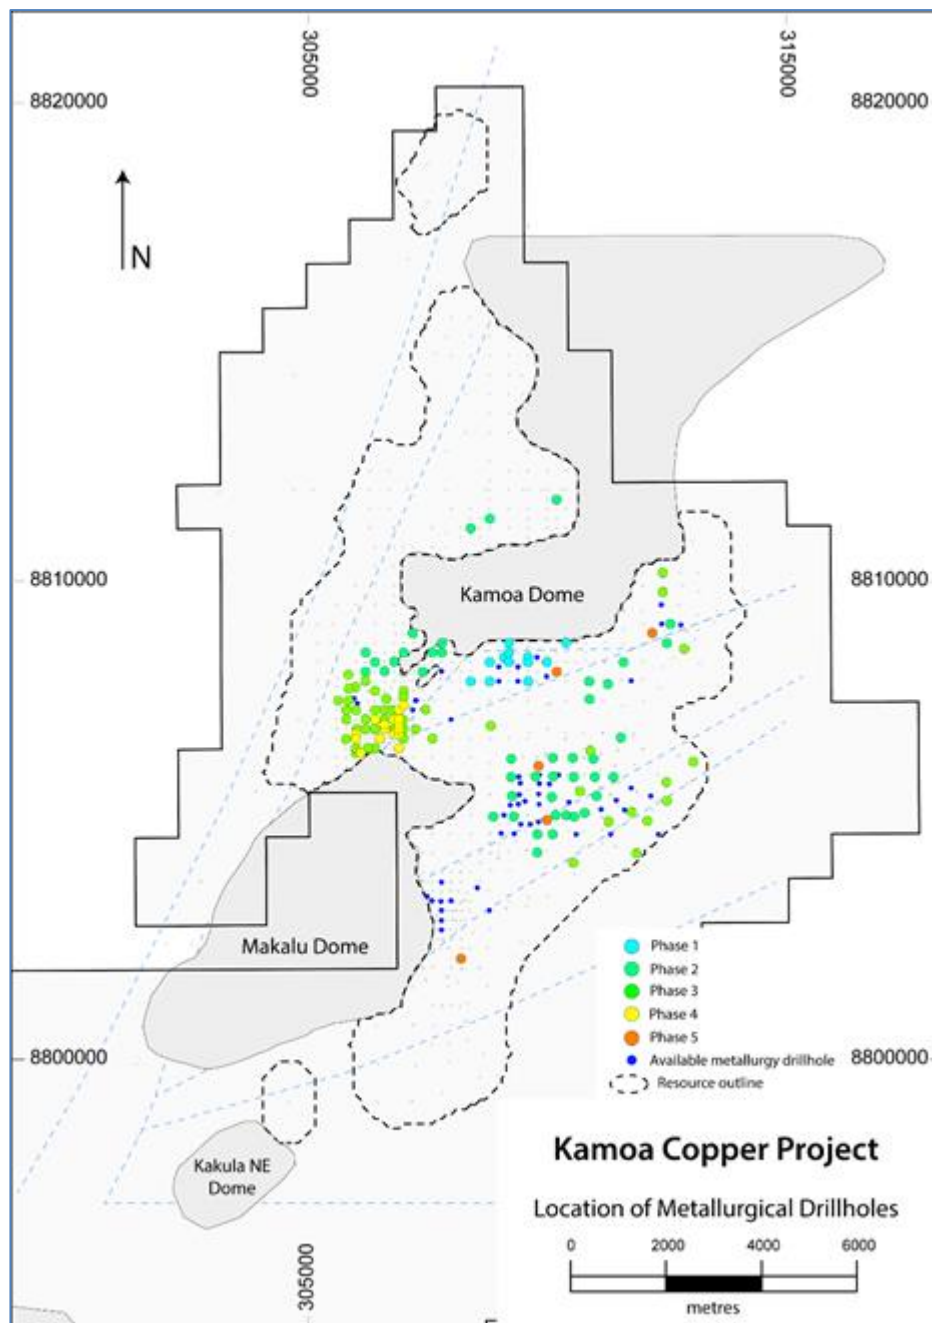 305000
315000
8820000
8820000
N
8810000
8810000
Kamoa Dome
Makalu Dome
Phase 1
Phase 2
Phase 3
Phase 4
Phase 5
Available metallurgy drillhole
Resource outline
8800000
8800000
Kakula NE
Dome
305000
Kamoa Copper Project
Location of Metallurgical Drillholes
0 2000 4000 6000
metres